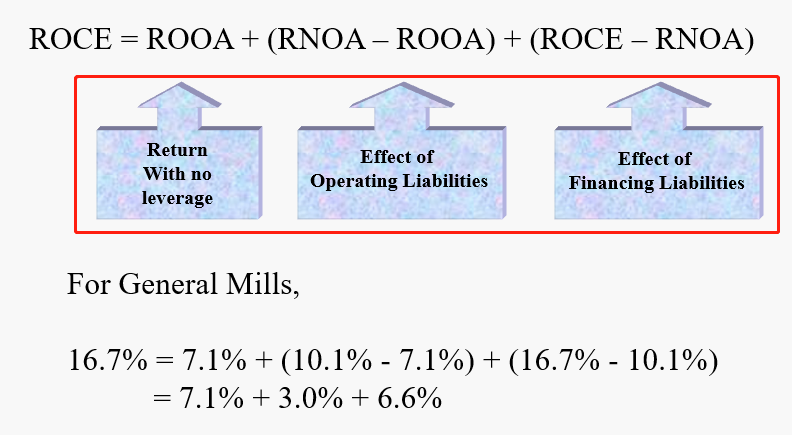 ROCE = ROOA + (RNOA – ROOA) + (ROCE – RNOA)
Return
With no
leverage
Effect of
Operating Liabilities
Effect of
Financing Liabilities
For General Mills,
16.7% = 7.1% + (10.1% - 7.1%) + (16.7% - 10.1%)
= 7.1% + 3.0% + 6.6%